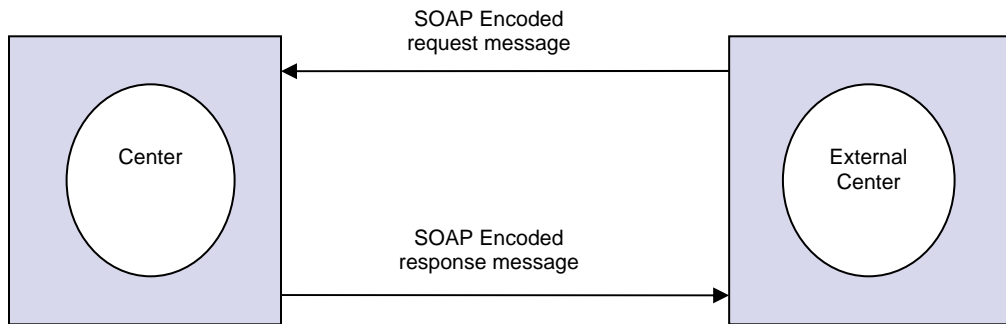 SOAP Encoded
request message
Center
External
Center
SOAP Encoded
response message